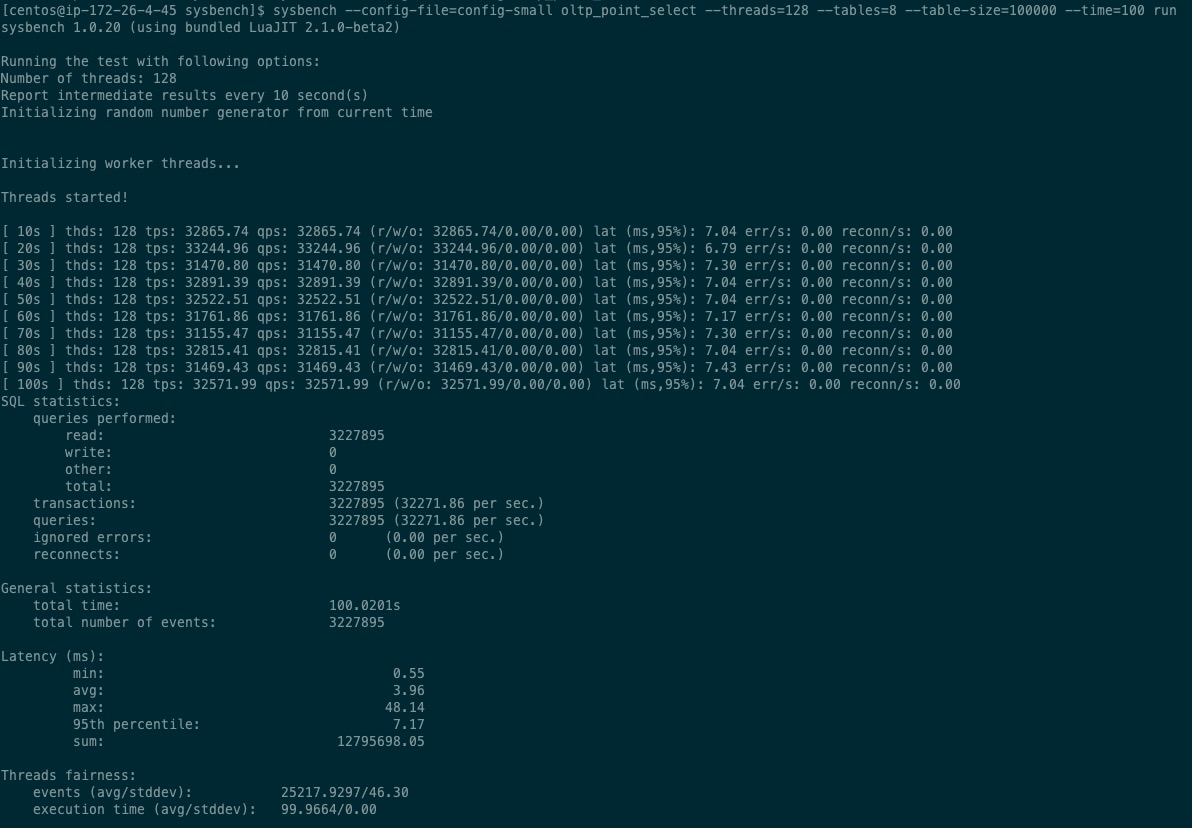 [centos@ip-172-26-4-45 sysbench]$ sysbench --config-file=config-small oltp_point_select --threads=128 --tables=8 --table-size=100000 --time=100 run
sysbench 1.0.20 (using bundled LuaJIT 2.1.0-beta2)
Running the test with following options:
Number of threads: 128
Report intermediate results every 10 second(s)
Initializing random number generator from current time
Initializing worker threads...
Threads started!
[ 10s ] thds: 128 tps: 32865.74 qps: 32865.74 (r/w/o: 32865.74/0.00/0.00) lat (ms,95%): 7.04 err/s: 0.00 reconn/s: 0.00
[ 20s ] thds: 128 tps: 33244.96 qps: 33244.96 (r/w/o: 33244.96/0.00/0.00) lat (ms,95%): 6.79 err/s: 0.00 reconn/s: 0.00
[ 30s ] thds: 128 tps: 31470.80 qps: 31470.80 (r/w/o: 31470.80/0.00/0.00) lat (ms,95%): 7.30 err/s: 0.00 reconn/s: 0.00
[ 40s ] thds: 128 tps: 32891.39 qps: 32891.39 (r/w/o: 32891.39/0.00/0.00) lat (ms,95%): 7.04 err/s: 0.00 reconn/s: 0.00
[ 50s ] thds: 128 tps: 32522.51 qps: 32522.51 (r/w/o: 32522.51/0.00/0.00) lat (ms,95%): 7.04 err/s: 0.00 reconn/s: 0.00
[ 60s ] thds: 128 tps: 31761.86 qps: 31761.86 (r/w/o: 31761.86/0.00/0.00) lat (ms,95%): 7.17 err/s: 0.00 reconn/s: 0.00
[ 70s ] thds: 128 tps: 31155.47 qps: 31155.47 (r/w/o: 31155.47/0.00/0.00) lat (ms,95%): 7.30 err/s: 0.00 reconn/s: 0.00
[ 80s ] thds: 128 tps: 32815.41 qps: 32815.41 (r/w/o: 32815.41/0.00/0.00) lat (ms,95%): 7.04 err/s: 0.00 reconn/s: 0.00
[ 90s ] thds: 128 tps: 31469.43 qps: 31469.43 (r/w/o: 31469.43/0.00/0.00) lat (ms,95%): 7.43 err/s: 0.00 reconn/s: 0.00
[ 100s ] thds: 128 tps: 32571.99 qps: 32571.99 (r/w/o: 32571.99/0.00/0.00) lat (ms,95%): 7.04 err/s: 0.00 reconn/s: 0.00
SQL statistics:
queries performed:
read: 3227895
write: 0
other: 0
total: 3227895
transactions: 3227895 (32271.86 per sec.)
queries: 3227895 (32271.86 per sec.)
ignored errors: 0 (0.00 per sec.)
reconnects: 0 (0.00 per sec.)
General statistics:
total time: 100.0201s
total number of events: 3227895
Latency (ms):
min: 0.55
avg: 3.96
max: 48.14
95th percentile: 7.17
sum: 12795698.05
Threads fairness:
events (avg/stddev): 25217.9297/46.30
execution time (avg/stddev): 99.9664/0.00